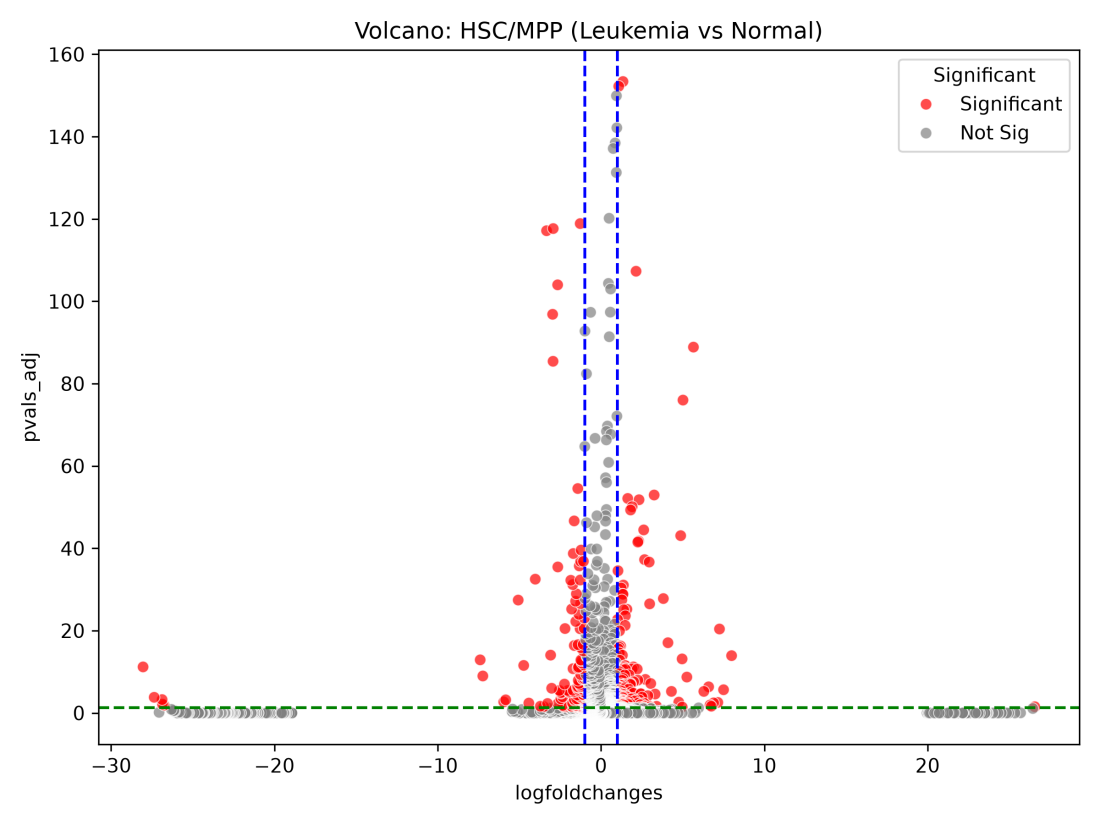 Volcano: HSC/MPP (Leukemia vs Normal)
Significant
Significant
Not Sig
160
140
120
100
80
60
40
20
0
pvals_adj
−30
−20
−10
0
10
20
logfoldchanges